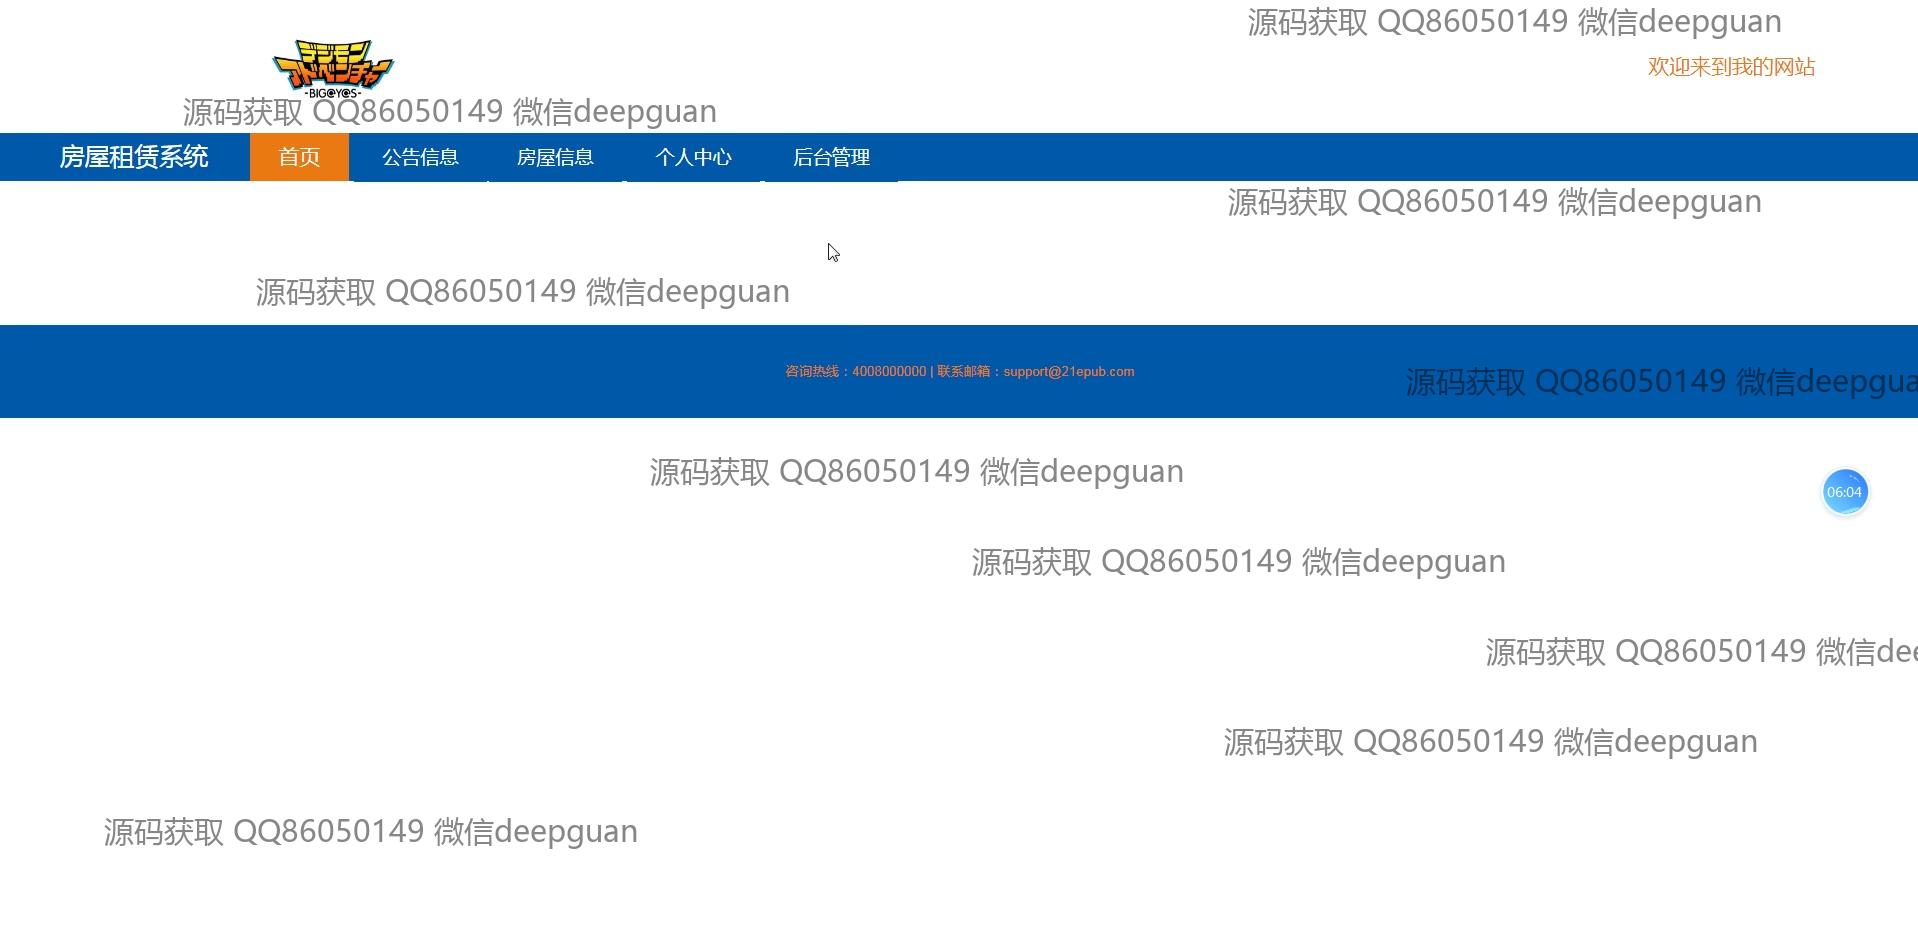 源码获取 QQ86050149 微信deepguan
欢迎来到我的网站
デジモン
アドベンチャー
-BIG@Y@S-
源码获取 QQ86050149 微信deepguan
房屋租赁系统 首页 公告信息 房屋信息 个人中心 后台管理
源码获取 QQ86050149 微信deepguan
源码获取 QQ86050149 微信deepguan
咨询热线：4008000000 | 联系邮箱：support@21epub.com
源码获取 QQ86050149 微信deepgua
源码获取 QQ86050149 微信deepguan
06:04
源码获取 QQ86050149 微信deepguan
源码获取 QQ86050149 微信dee
源码获取 QQ86050149 微信deepguan
源码获取 QQ86050149 微信deepguan